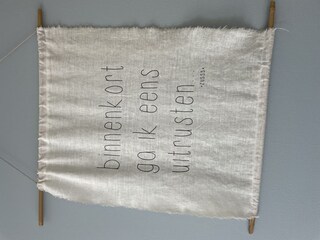 binnenkort
ga ik eens
uitrusten